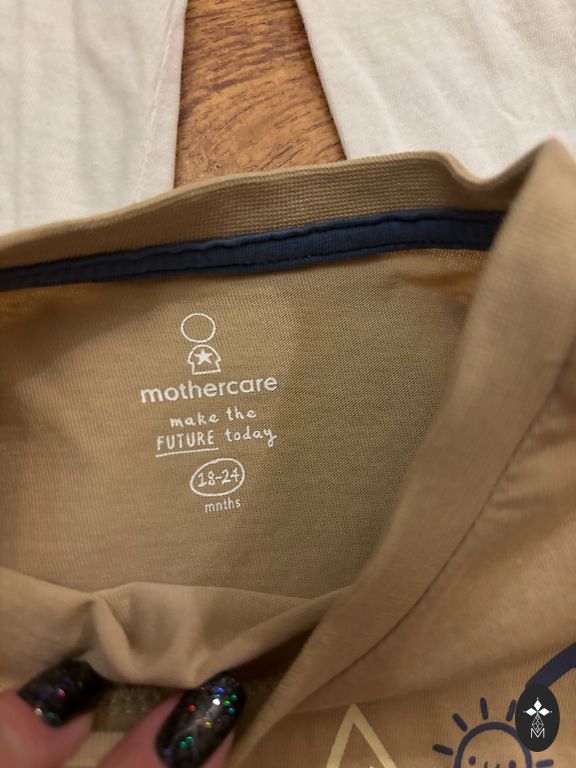 mothercare
make the
FUTURE today
18-24
mnths
M